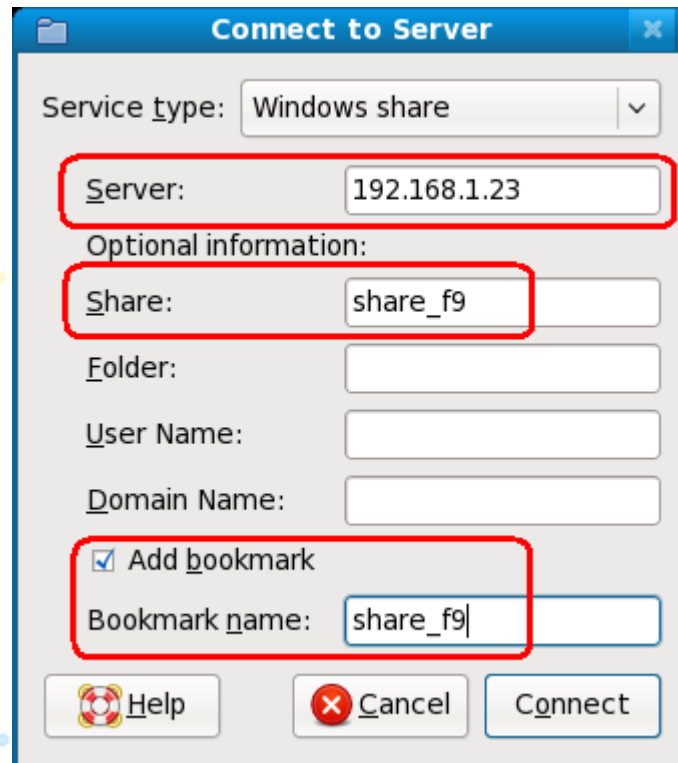 Connect to Server
Service type: Windows share
Server: 192.168.1.23
Optional information:
Share: share_f9
Folder:
User Name:
Domain Name:
Add bookmark
Bookmark name: share_f9
Help Cancel Connect